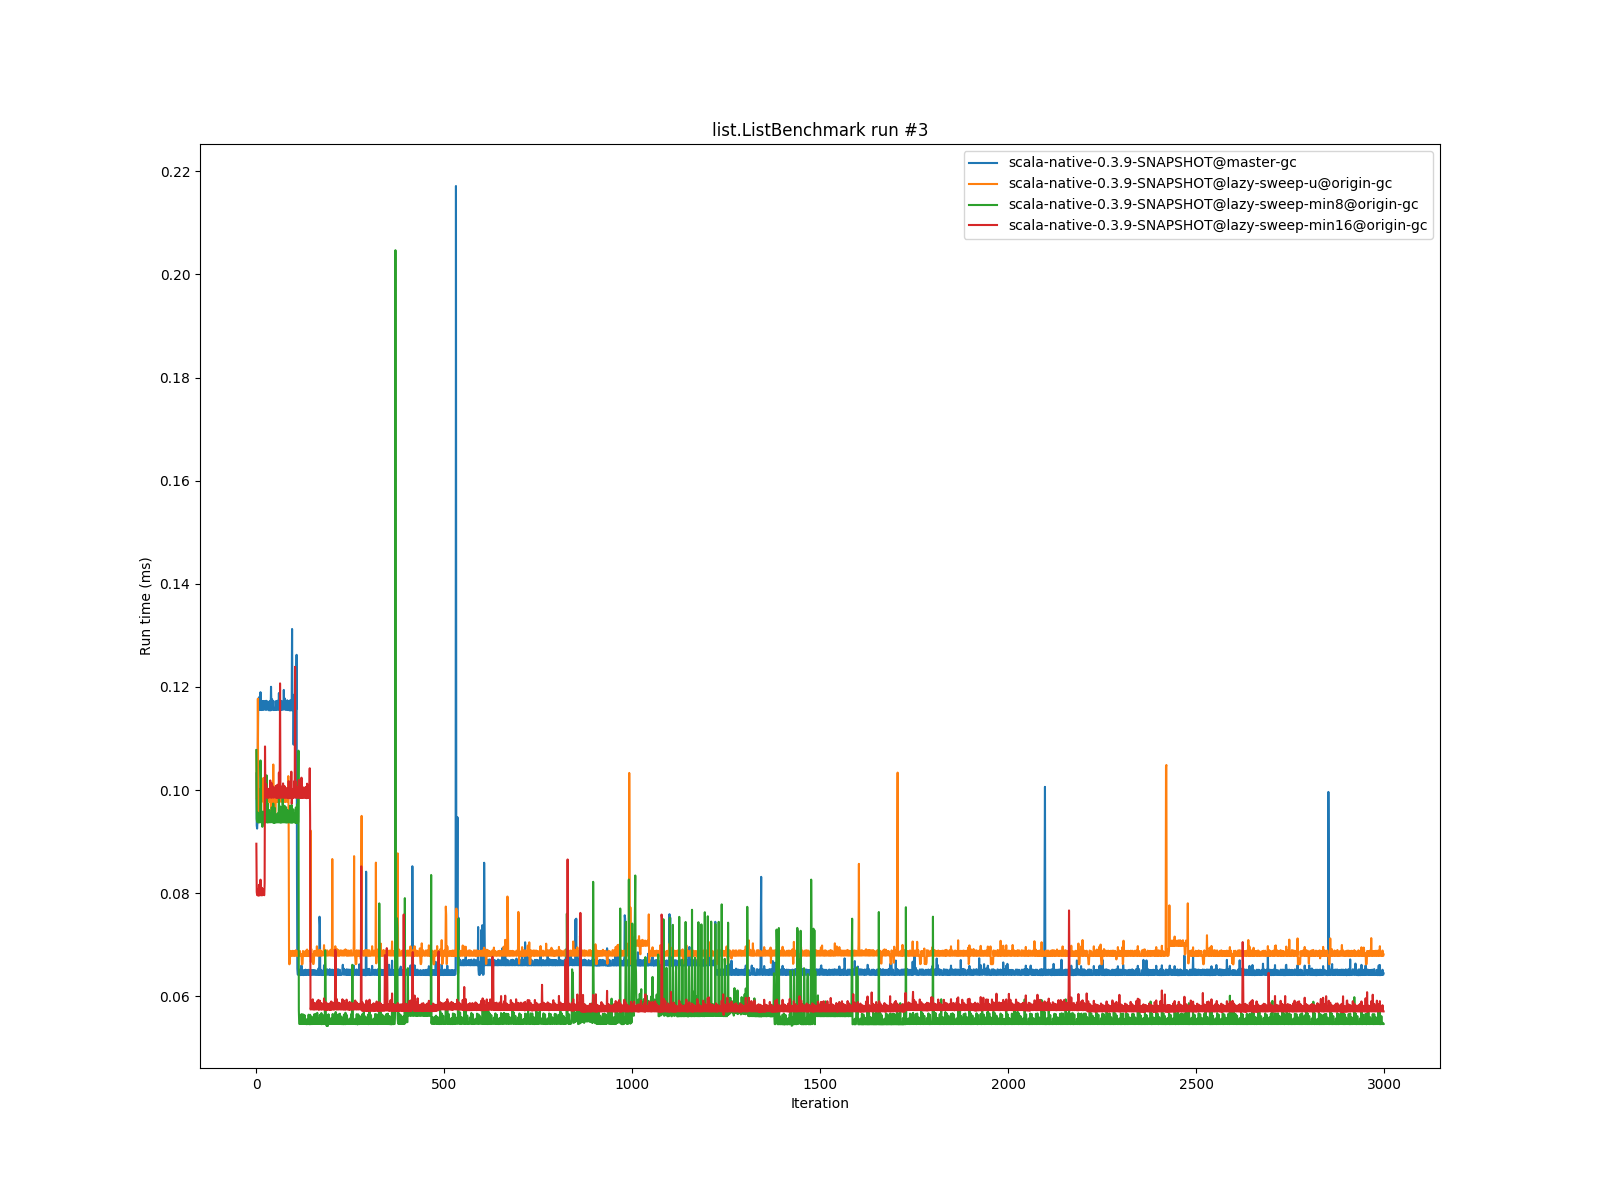 list.ListBenchmark run #3
scala-native-0.3.9-SNAPSHOT@master-gc
scala-native-0.3.9-SNAPSHOT@lazy-sweep-u@origin-gc
scala-native-0.3.9-SNAPSHOT@lazy-sweep-min8@origin-gc
scala-native-0.3.9-SNAPSHOT@lazy-sweep-min16@origin-gc
Run time (ms)
0.22
0.20
0.18
0.16
0.14
0.12
0.10
0.08
0.06
0 500 1000 1500 2000 2500 3000
Iteration